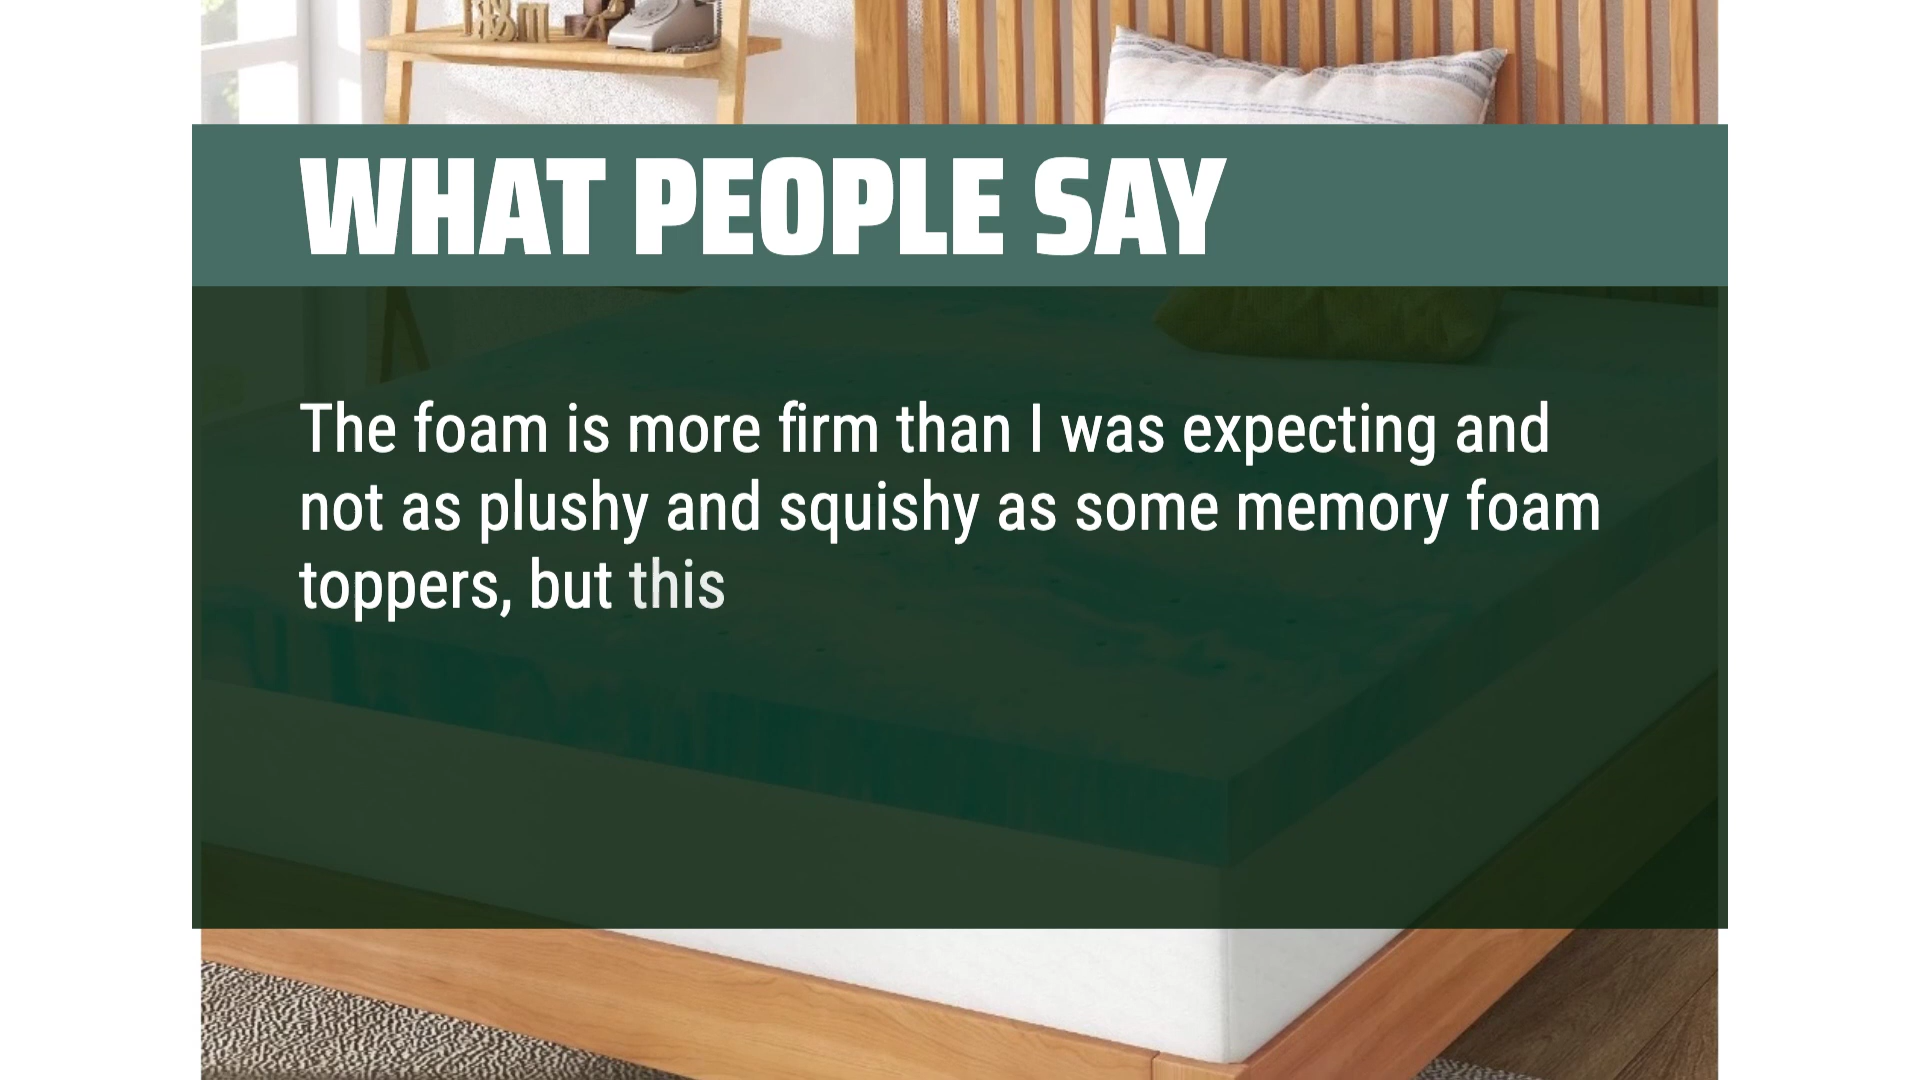 WHAT PEOPLE SAY
The foam is more firm than I was expecting and
not as plushy and squishy as some memory foam
toppers, but this